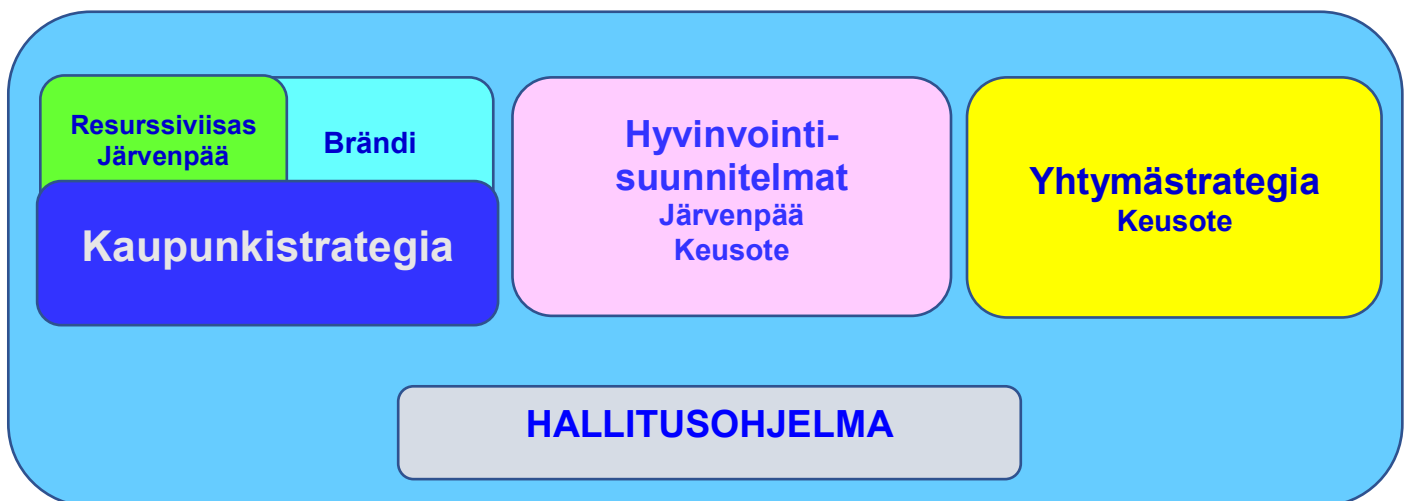 Resurssiviisas
Järvenpää
Brändi
Kaupunkistrategia
Hyvinvointi-
suunnitelmat
Järvenpää
Keusote
Yhtymästrategia
Keusote
HALLITUSOHJELMA